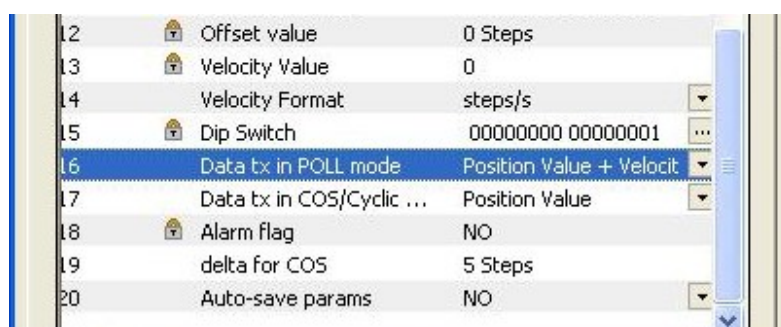 12 Offset value 0 Steps
13 Velocity Value 0
14 Velocity Format steps/s
15 Dip Switch 00000000 00000001 ...
16 Data tx in POLL mode Position Value + Velocit
17 Data tx in COS/Cyclic ... Position Value
18 Alarm flag NO
19 delta for COS 5 Steps
20 Auto-save params NO